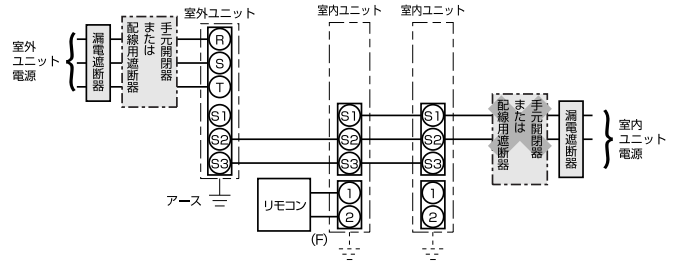 室外ユニット
室内ユニット
室内ユニット
室外
ユニット
電源
漏電遮断器
手元開閉器
または
配線用遮断器
R
S
T
S1
S2
S3
アース
S1
S2
S3
1
2
S1
S2
S3
1
2
リモコン
(F)
手元開閉器
または
配線用遮断器
漏電遮断器
室内
ユニット
電源